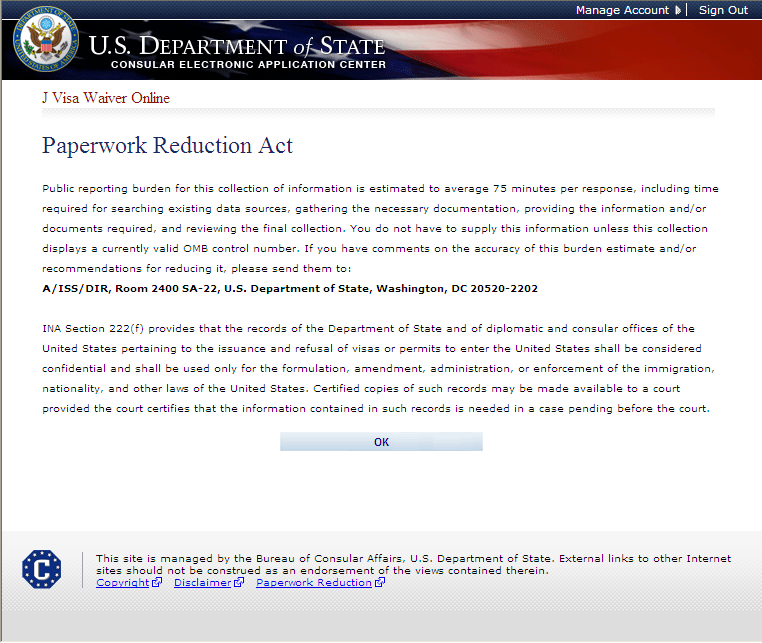 Manage Account Sign Out
U.S. DEPARTMENT of STATE
CONSULAR ELECTRONIC APPLICATION CENTER
J Visa Waiver Online
Paperwork Reduction Act
Public reporting burden for this collection of information is estimated to average 75 minutes per response, including time
required for searching existing data sources, gathering the necessary documentation, providing the information and/or
documents required, and reviewing the final collection. You do not have to supply this information unless this collection
displays a currently valid OMB control number. If you have comments on the accuracy of this burden estimate and/or
recommendations for reducing it, please send them to:
A/ISS/DIR, Room 2400 SA-22, U.S. Department of State, Washington, DC 20520-2202
INA Section 222(f) provides that the records of the Department of State and of diplomatic and consular offices of the
United States pertaining to the issuance and refusal of visas or permits to enter the United States shall be considered
confidential and shall be used only for the formulation, amendment, administration, or enforcement of the immigration,
nationality, and other laws of the United States. Certified copies of such records may be made available to a court
provided the court certifies that the information contained in such records is needed in a case pending before the court.
OK
C
This site is managed by the Bureau of Consular Affairs, U.S. Department of State. External links to other Internet
sites should not be construed as an endorsement of the views contained therein.
Copyright Disclaimer Paperwork Reduction